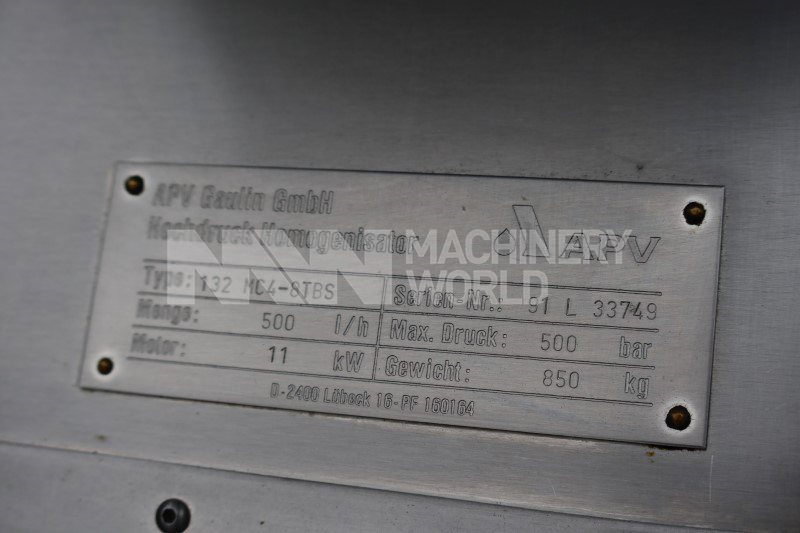 APV Gaulin GmbH
Hochdruck Homogenisator
APV
MACHINERY
WORLD
Type: 132 MC4-8TBS Serien-Nr.: 91 L 33749
Menge: 500 l/h Max. Druck: 500 bar
Motor: 11 kW Gewicht: 850 kg
D-2400 Lübeck 16-PF 160164